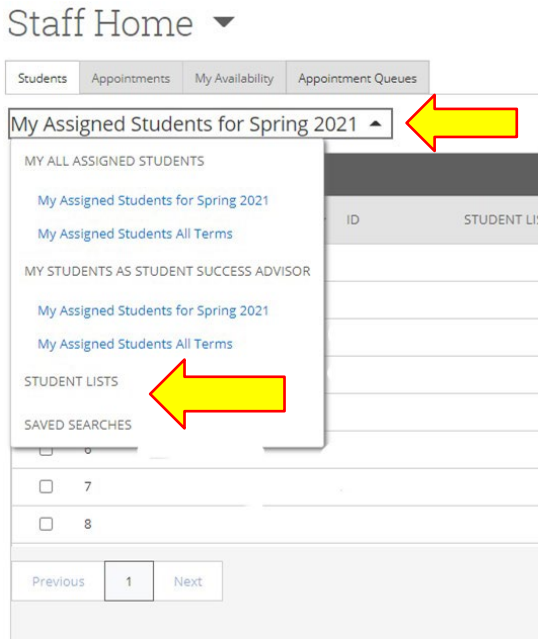 Staff Home
Students Appointments My Availability Appointment Queues
My Assigned Students for Spring 2021
MY ALL ASSIGNED STUDENTS
My Assigned Students for Spring 2021
ID STUDENT LI
My Assigned Students All Terms
MY STUDENTS AS STUDENT SUCCESS ADVISOR
My Assigned Students for Spring 2021
My Assigned Students All Terms
STUDENT LISTS
SAVED SEARCHES
7
8
Previous 1 Next